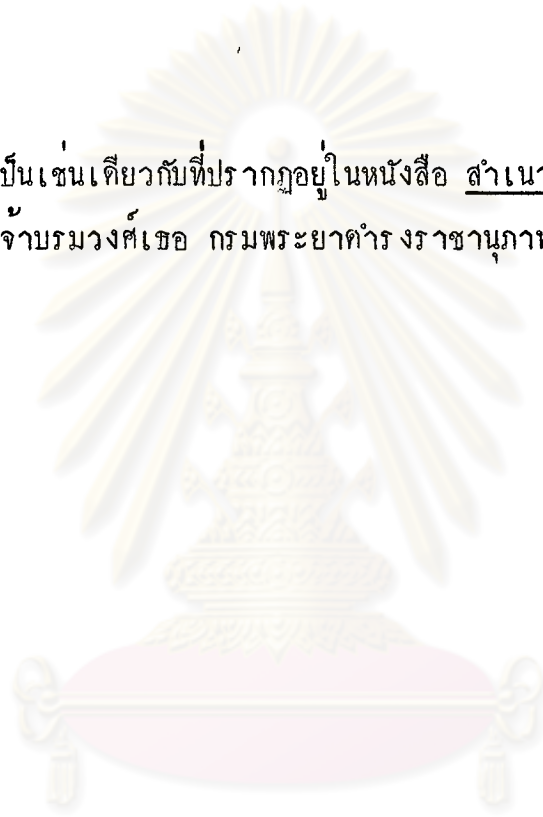 ป็นเช่นเดียวกับที่ปรากฏอยู่ในหนังสือ สำเนา
จ้าบรมวงศ์เธอ กรมพระยาดำรงราชานุภาพ